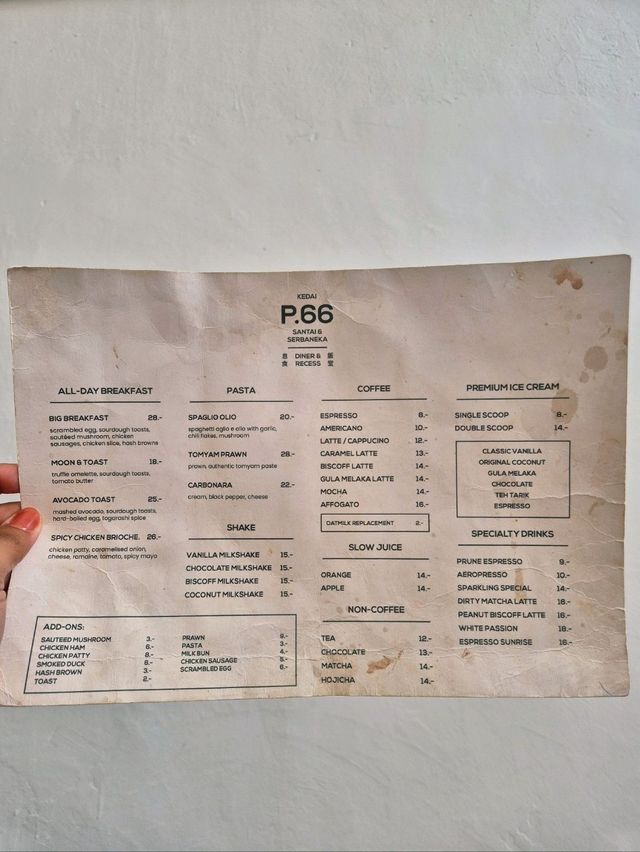 KEDAI
P.66
SANTAI &
SERBANEKA
息 DINER & 飯
食 RECESS 堂
ALL-DAY BREAKFAST
BIG BREAKFAST 28.-
scrambled egg, sourdough toasts,
sautéed mushroom, chicken
sausages, chicken slice, hash browns
MOON & TOAST 18.-
truffle omelette, sourdough toasts,
tomato butter
AVOCADO TOAST 25.-
mashed avocado, sourdough toasts,
hard-boiled egg, togarashi spice
SPICY CHICKEN BRIOCHE. 26.-
chicken patty, caramelised onion,
cheese, romaine, tomato, spicy mayo
PASTA
SPAGLIO OLIO 20.-
spaghetti aglio e olio with garlic,
chili flakes, mushroom
TOMYAM PRAWN 28.-
prawn, authentic tomyam paste
CARBONARA 22.-
cream, black pepper, cheese
SHAKE
VANILLA MILKSHAKE 15.-
CHOCOLATE MILKSHAKE 15.-
BISCOFF MILKSHAKE 15.-
COCONUT MILKSHAKE 15.-
ADD-ONS:
SAUTEED MUSHROOM 3.-
CHICKEN HAM 6.-
CHICKEN PATTY 8.-
SMOKED DUCK 8.-
HASH BROWN 3.-
TOAST 2.-
PRAWN 9.-
PASTA 3.-
MILK BUN 4.-
CHICKEN SAUSAGE 5.-
SCRAMBLED EGG 6.-
COFFEE
ESPRESSO 8.-
AMERICANO 10.-
LATTE / CAPPUCINO 12.-
CARAMEL LATTE 13.-
BISCOFF LATTE 14.-
GULA MELAKA LATTE 14.-
MOCHA 14.-
AFFOGATO 16.-
OATMILK REPLACEMENT 2.-
SLOW JUICE
ORANGE 14.-
APPLE 14.-
NON-COFFEE
TEA 12.-
CHOCOLATE 13.-
MATCHA 14.-
HOJICHA 14.-
PREMIUM ICE CREAM
SINGLE SCOOP 8.-
DOUBLE SCOOP 14.-
CLASSIC VANILLA
ORIGINAL COCONUT
GULA MELAKA
CHOCOLATE
TEH TARIK
ESPRESSO
SPECIALTY DRINKS
PRUNE ESPRESSO 9.-
AEROPRESSO 10.-
SPARKLING SPECIAL 14.-
DIRTY MATCHA LATTE 16.-
PEANUT BISCOFF LATTE 16.-
WHITE PASSION 18.-
ESPRESSO SUNRISE 16.-